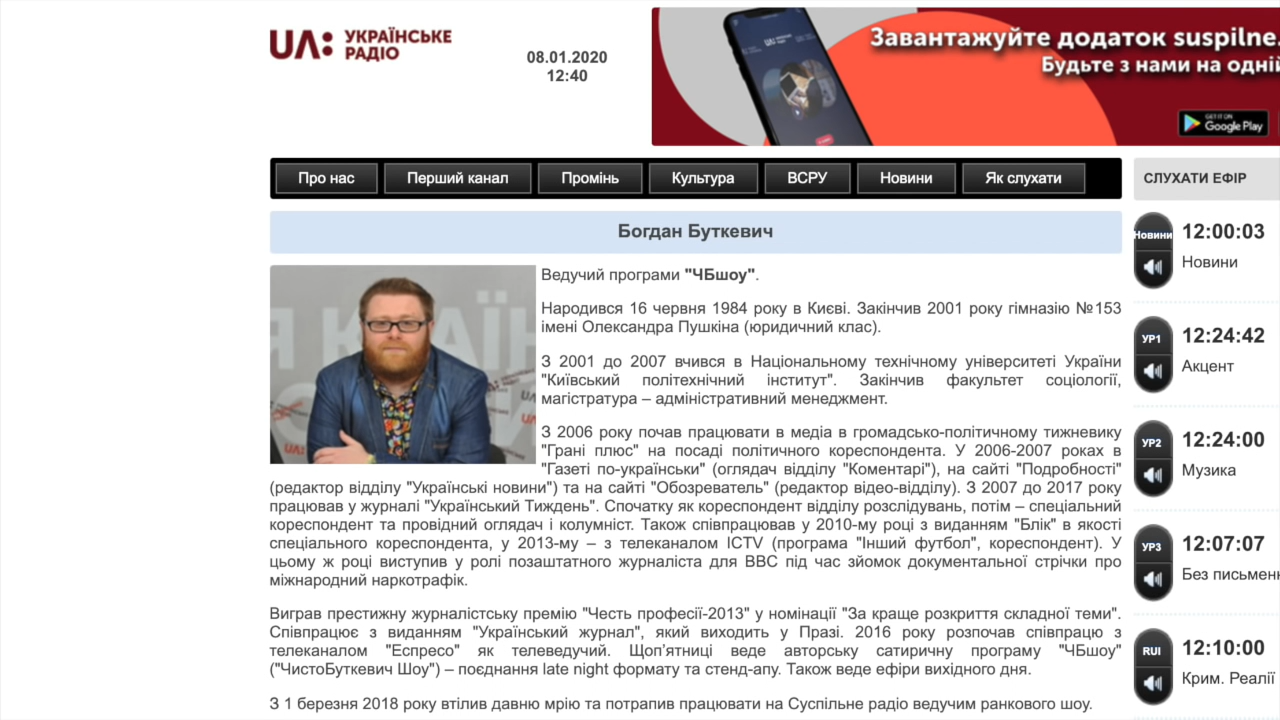 UA: УКРАЇНСЬКЕ РАДІО
08.01.2020
12:40
Завантажуйте додаток suspilne.
Будьте з нами на одній
GET IT ON
Google Play
Про нас
Перший канал
Промінь
Культура
ВСРУ
Новини
Як слухати
СЛУХАТИ ЕФІР
Богдан Буткевич
Ведучий програми "ЧБшоу".
Народився 16 червня 1984 року в Києві. Закінчив 2001 року гімназію №153
імені Олександра Пушкіна (юридичний клас).
З 2001 до 2007 вчився в Національному технічному університеті України
"Київський політехнічний інститут". Закінчив факультет соціології,
магістратура – адміністративний менеджмент.
З 2006 року почав працювати в медіа в громадсько-політичному тижневику
"Грані плюс" на посаді політичного кореспондента. У 2006-2007 роках в
"Газеті по-українськи" (оглядач відділу "Коментарі"), на сайті "Подробності"
(редактор відділу "Українські новини") та на сайті "Обозреватель" (редактор відео-відділу). З 2007 до 2017 року
працював у журналі "Український Тиждень". Спочатку як кореспондент відділу розслідувань, потім – спеціальний
кореспондент та провідний оглядач і колумніст. Також співпрацював у 2010-му році з виданням "Блік" в якості
спеціального кореспондента, у 2013-му – з телеканалом ICTV (програма "Інший футбол", кореспондент). У
цьому ж році виступив у ролі позаштатного журналіста для BBC під час зйомок документальної стрічки про
міжнародний наркотрафік.
Виграв престижну журналістську премію "Честь професії-2013" у номінації "За краще розкриття складної теми".
Співпрацює з виданням "Український журнал", який виходить у Празі. 2016 року розпочав співпрацю з
телеканалом "Еспресо" як телеведучий. Щоп’ятниці веде авторську сатиричну програму "ЧБшоу"
("ЧистоБуткевич Шоу") – поєднання late night формату та стенд-апу. Також веде ефіри вихідного дня.
З 1 березня 2018 року втілив давню мрію та потрапив працювати на Суспільне радіо ведучим ранкового шоу.
Новини
12:00:03
Новини
УР1
12:24:42
Акцент
УР2
12:24:00
Музика
УР3
12:07:07
Без письменн
RUI
12:10:00
Крим. Реалії